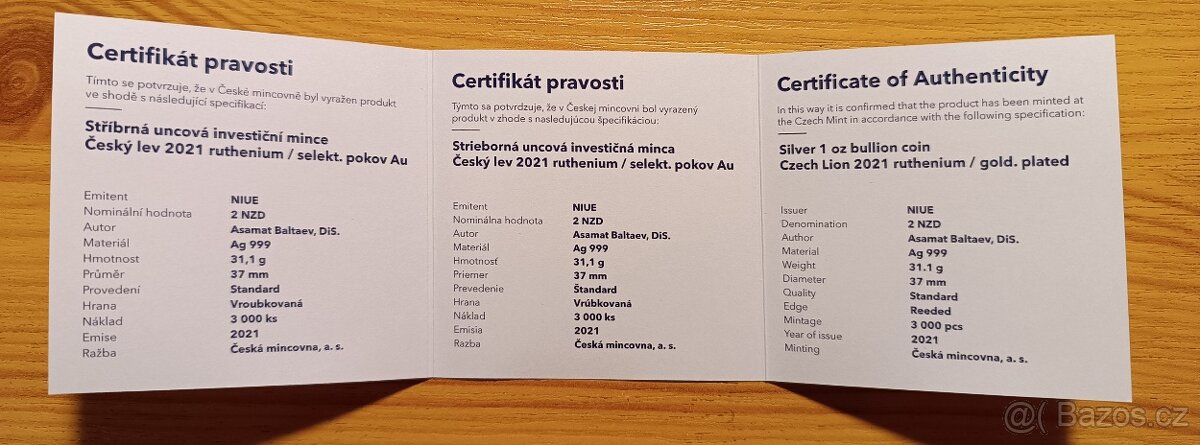 Certifikát pravosti
Tímto se potvrzuje, že v České mincovně byl vyražen produkt
ve shodě s následující specifikací:
Stříbrná uncová investiční mince
Český lev 2021 ruthenium / selekt. pokov Au
Emitent NIUE
Nominální hodnota 2 NZD
Autor Asamat Baltaev, DiS.
Materiál Ag 999
Hmotnost 31,1 g
Průměr 37 mm
Provedení Standard
Hrana Vroubkovaná
Náklad 3 000 ks
Emise 2021
Ražba Česká mincovna, a. s.
Certifikát pravosti
Týmto sa potvrdzuje, že v Českej mincovni bol vyrazený
produkt v zhode s nasledujúcou špecifikáciou:
Strieborná uncová investičná minca
Český lev 2021 ruthenium / selekt. pokov Au
Emitent NIUE
Nominálna hodnota 2 NZD
Autor Asamat Baltaev, DiS.
Materiál Ag 999
Hmotnosť 31,1 g
Priemer 37 mm
Prevedenie Štandard
Hrana Vrúbkovaná
Náklad 3 000 ks
Emisia 2021
Razba Česká mincovna, a. s.
Certificate of Authenticity
In this way it is confirmed that the product has been minted at
the Czech Mint in accordance with the following specification:
Silver 1 oz bullion coin
Czech Lion 2021 ruthenium / gold. plated
Issuer NIUE
Denomination 2 NZD
Author Asamat Baltaev, DiS.
Material Ag 999
Weight 31.1 g
Diameter 37 mm
Quality Standard
Edge Reeded
Mintage 3 000 pcs
Year of issue 2021
Minting Česká mincovna, a. s.
@( Bazos.cz